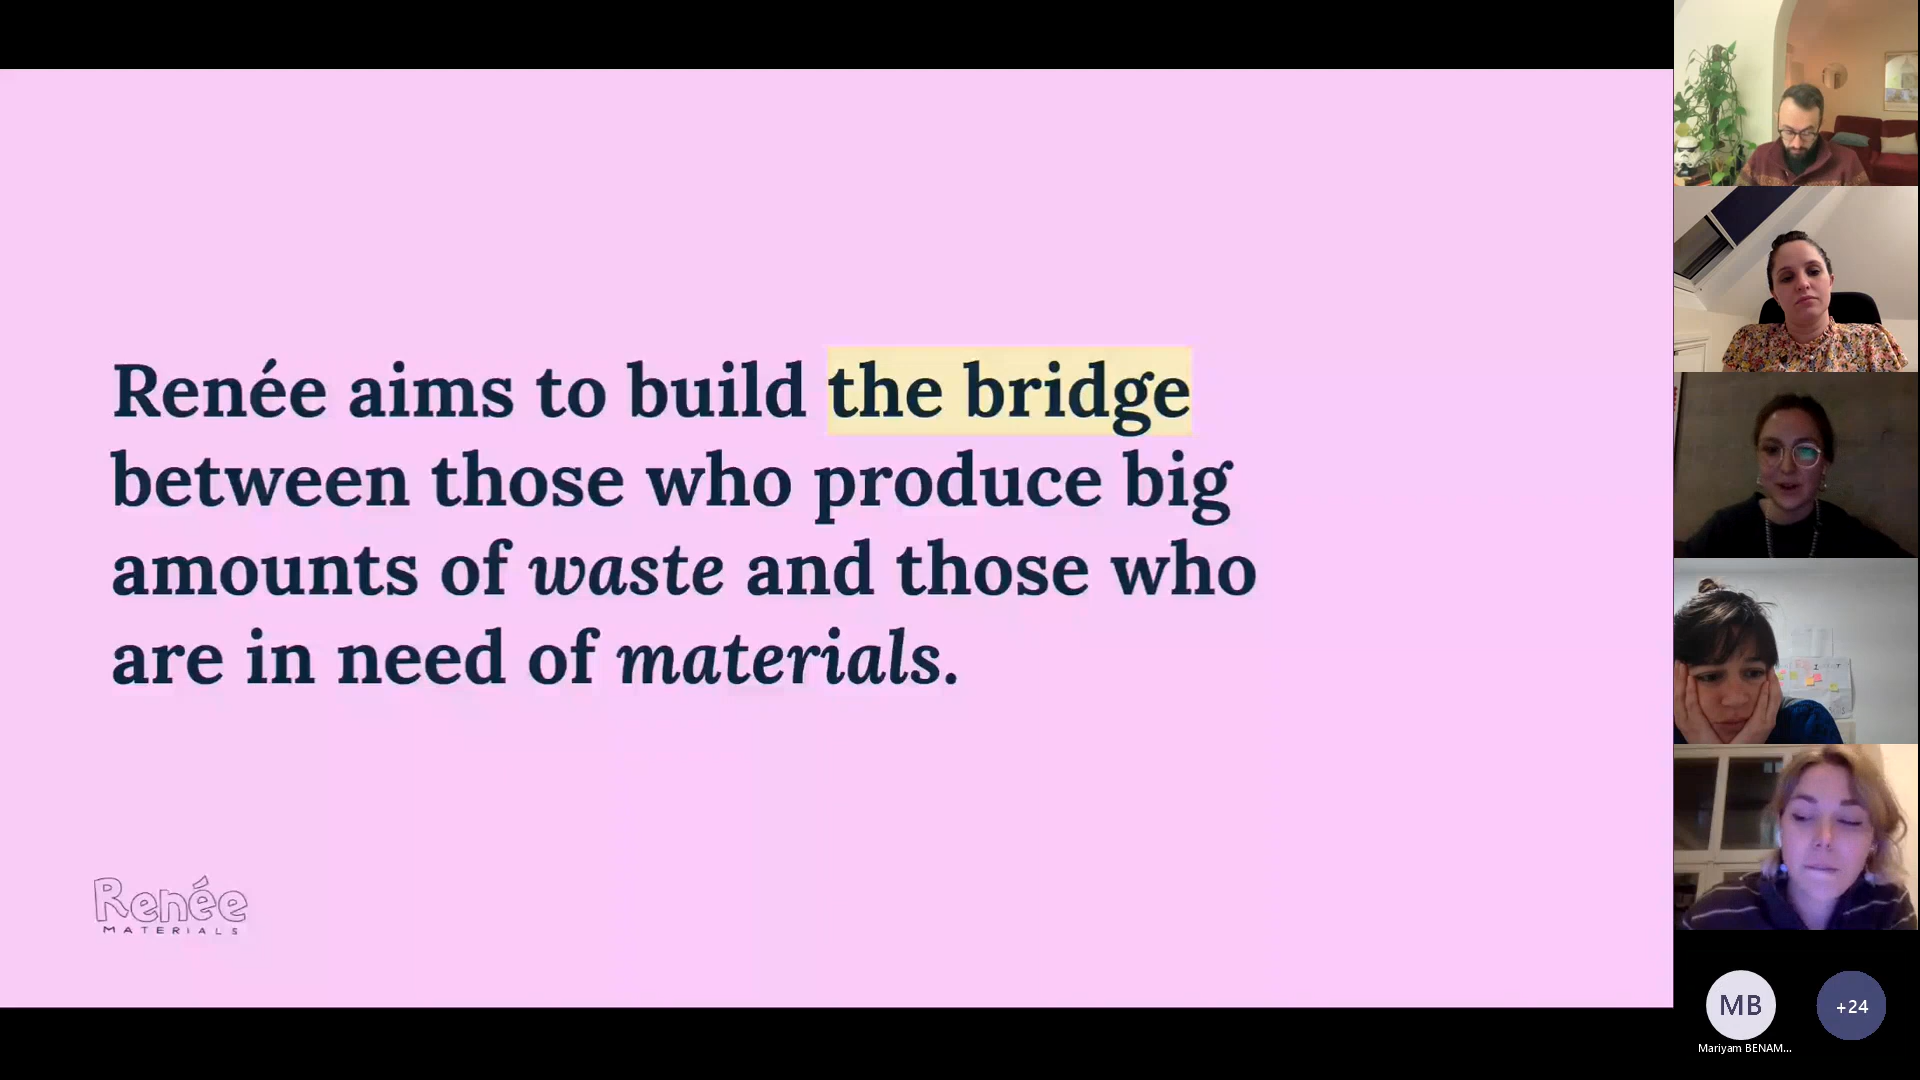 Renée aims to build the bridge
between those who produce big
amounts of waste and those who
are in need of materials.
Renée
MATERIALS
MB
+24
Mariyam BENAM...